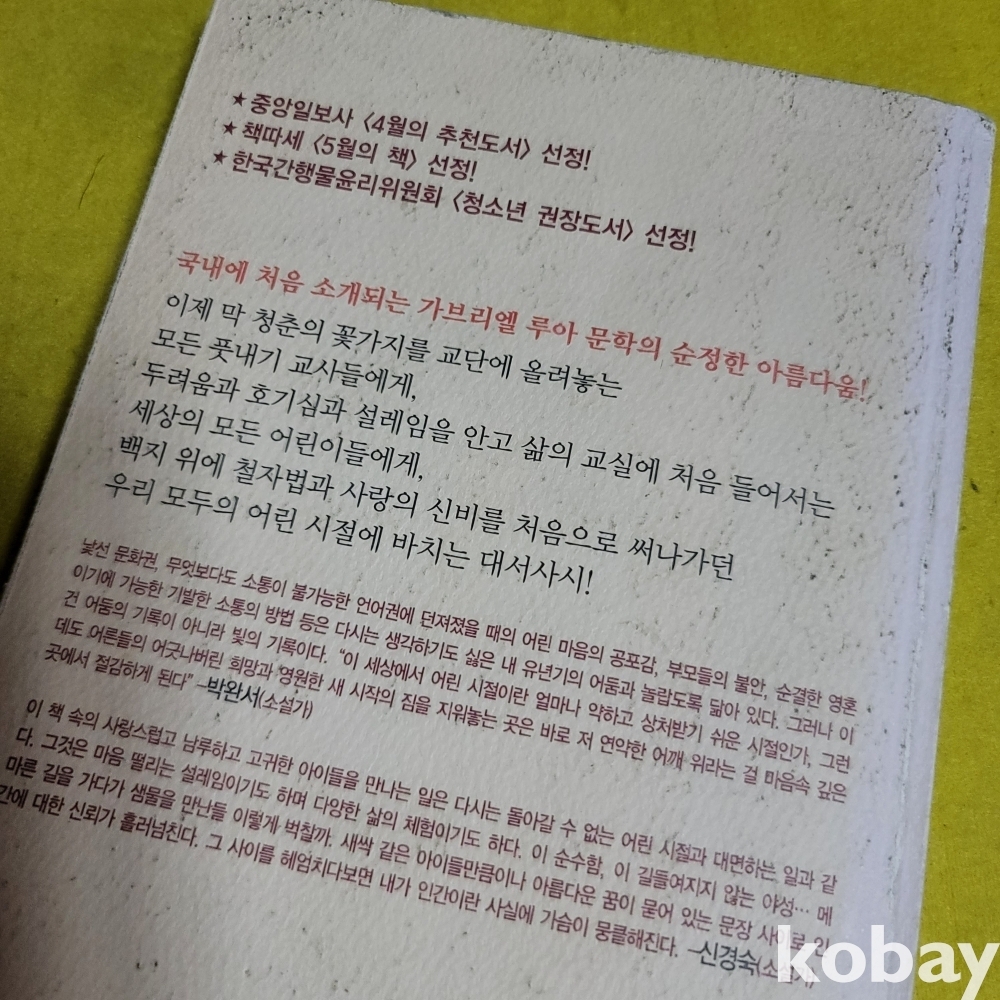 ★ 중앙일보사 〈4월의 추천도서〉 선정!
★ 책따세 〈5월의 책〉 선정!
★ 한국간행물윤리위원회 〈청소년 권장도서〉 선정!
국내에 처음 소개되는 가브리엘 루아 문학의 순정한 아름다움!
이제 막 청춘의 꽃가지를 교단에 올려놓는
모든 풋내기 교사들에게,
두려움과 호기심과 설레임을 안고 삶의 교실에 처음 들어서는
세상의 모든 어린이들에게,
백지 위에 철자법과 사랑의 신비를 처음으로 써나가던
우리 모두의 어린 시절에 바치는 대서사시!
낯선 문화권, 무엇보다도 소통이 불가능한 언어권에 던져졌을 때의 어린 마음의 공포감, 부모들의 불안, 순결한 영혼
이기에 가능한 기발한 소통의 방법 등은 다시는 생각하기도 싫은 내 유년기의 어둠과 놀랍도록 닮아 있다. 그러나 이
건 어둠의 기록이 아니라 빛의 기록이다. "이 세상에서 어린 시절이란 얼마나 약하고 상처받기 쉬운 시절인가, 그런
데도 어른들의 어긋나버린 희망과 영원한 새 시작의 짐을 지워놓는 곳은 바로 저 연약한 어깨 위라는 걸 마음속 깊은
곳에서 절감하게 된다" –박완서(소설가)
이 책 속의 사랑스럽고 남루하고 고귀한 아이들을 만나는 일은 다시는 돌아갈 수 없는 어린 시절과 대면하는 일과 같
다. 그것은 마음 떨리는 설레임이기도 하며 다양한 삶의 체험이기도 하다. 이 순수함, 이 길들여지지 않는 야성… 메
마른 길을 가다가 샘물을 만난들 이렇게 벅찰까. 새싹 같은 아이들만큼이나 아름다운 꿈이 묻어 있는 문장 사이로 인
간에 대한 신뢰가 흘러넘친다. 그 사이를 헤엄치다보면 내가 인간이란 사실에 가슴이 뭉클해진다. –신경숙(소설가)
kobay